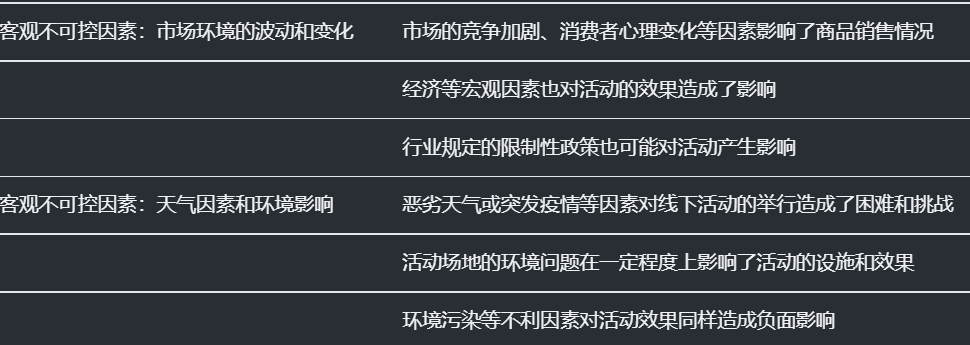 客观不可控因素：市场环境的波动和变化 市场的竞争加剧、消费者心理变化等因素影响了商品销售情况
经济等宏观因素也对活动的效果造成了影响
行业规定的限制性政策也可能对活动产生影响
客观不可控因素：天气因素和环境影响 恶劣天气或突发疫情等因素对线下活动的举行造成了困难和挑战
活动场地的环境问题在一定程度上影响了活动的设施和效果
环境污染等不利因素对活动效果同样造成负面影响